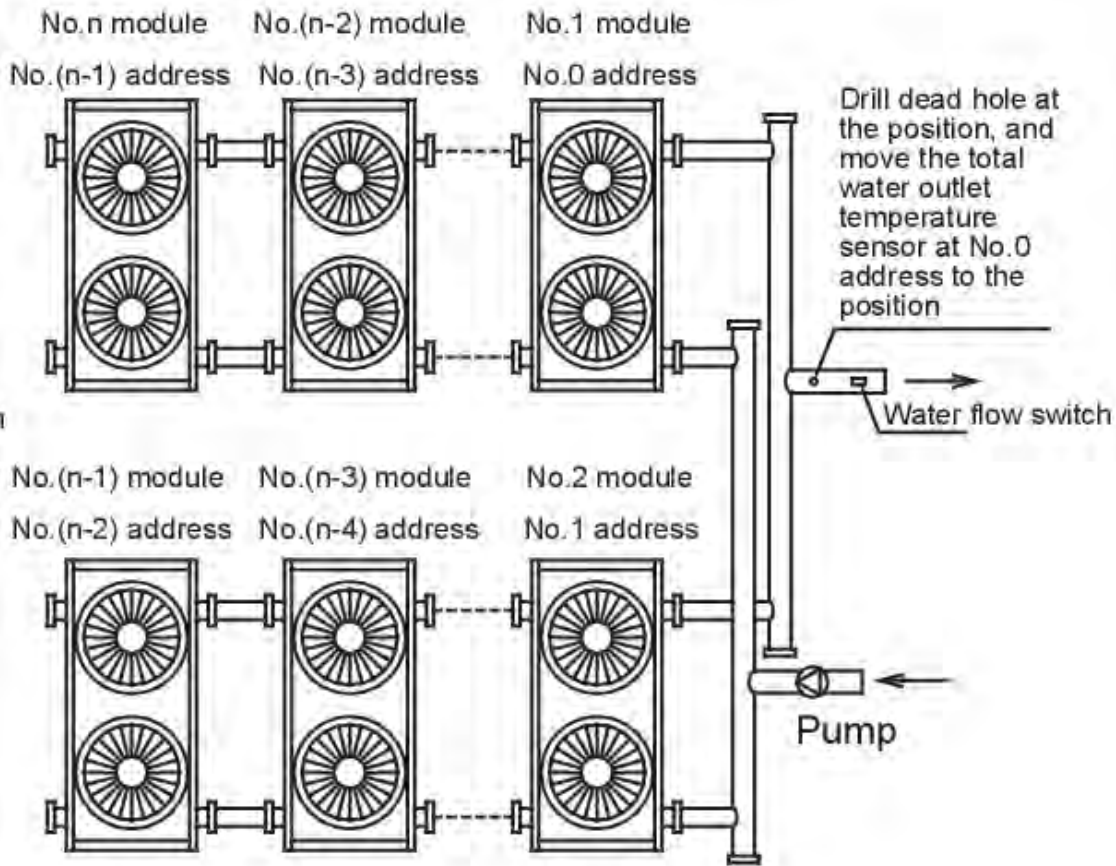 No.n module No.(n-2) module No.1 module
No.(n-1) address No.(n-3) address No.0 address
Drill dead hole at
the position, and
move the total
water outlet
temperature
sensor at No.0
address to the
position
Water flow switch
No.(n-1) module No.(n-3) module No.2 module
No.(n-2) address No.(n-4) address No.1 address
Pump